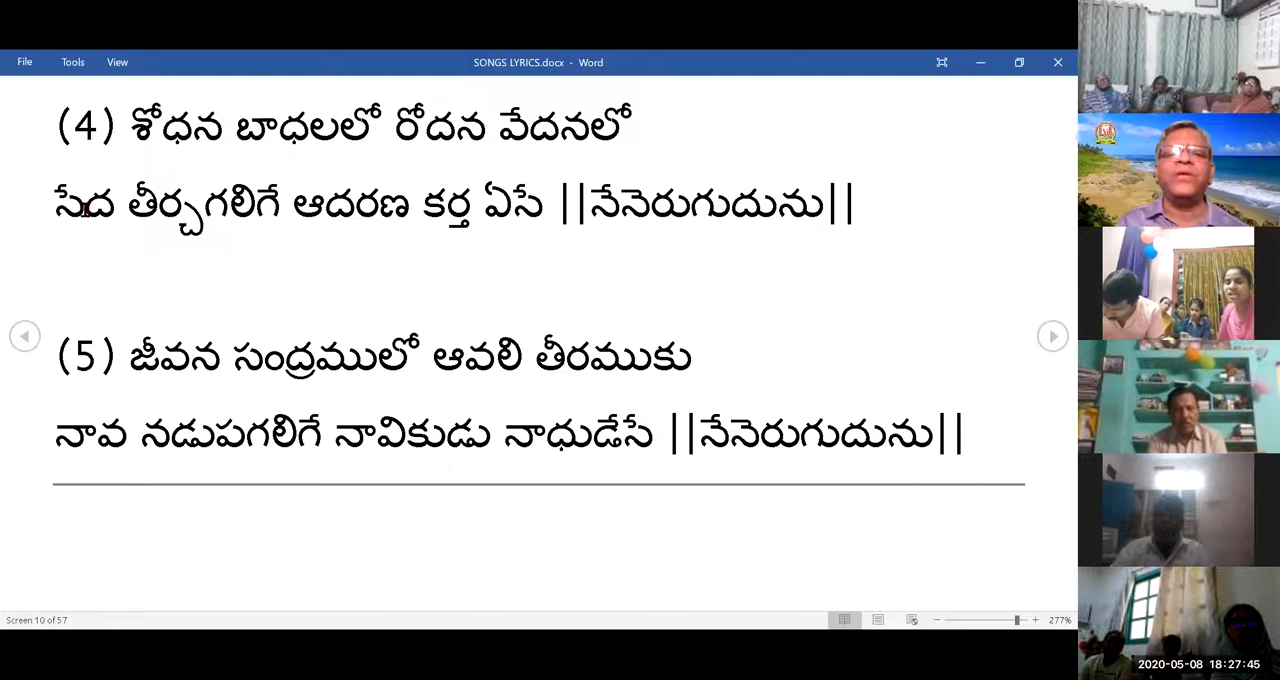 File Tools View SONGS LYRICS.docx - Word
(4) శోధన బాధలలో రోదన వేదనలో
సేద తీర్చగలిగే ఆదరణ కర్త ఏసే ||నేనెరుగుదును||
(5) జీవన సంద్రములో ఆవలి తీరముకు
నావ నడుపగలిగే నావికుడు నాధుడేసే ||నేనెరుగుదును||
Screen 10 of 57 277%
2020-05-08 18:27:45